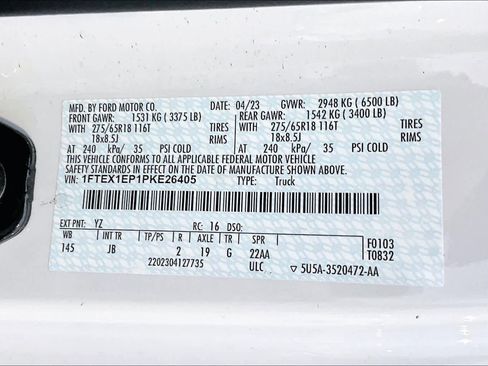 MFD. BY FORD MOTOR CO. 04/23 GVWR: 2948 KG ( 6500 LB)
FRONT GAWR: 1531 KG ( 3375 LB) REAR GAWR: 1542 KG ( 3400 LB)
WITH 275/65R18 116T TIRES WITH 275/65R18 116T TIRES
18x8.5J RIMS 18x8.5J RIMS
AT 240 kPa/ 35 PSI COLD AT 240 kPa/ 35 PSI COLD
THIS VEHICLE CONFORMS TO ALL APPLICABLE FEDERAL MOTOR VEHICLE
SAFETY STANDARDS IN EFFECT ON THE DATE OF MANUFACTURE SHOWN ABOVE.
VIN: 1FTEX1EP1PKE26405 TYPE: Truck
EXT PNT: YZ RC: 16 DSO: F0103
WB TP/PS R AXLE TR SPR T0832
145 JB 2 19 G 22AA
2202304127735 ULC 5U5A-3520472-AA